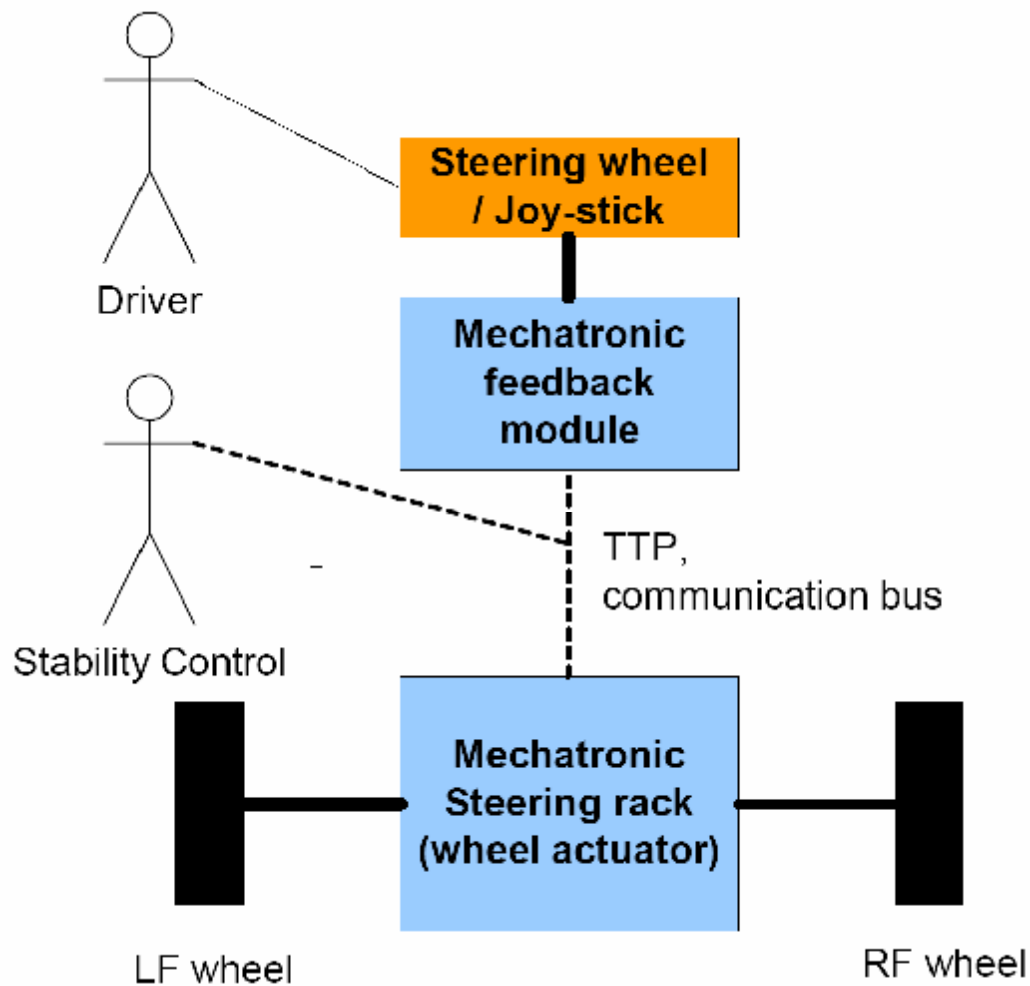 Steering wheel
/ Joy-stick
Driver
Mechatronic
feedback
module
TTP,
communication bus
Stability Control
Mechatronic
Steering rack
(wheel actuator)
LF wheel
RF wheel